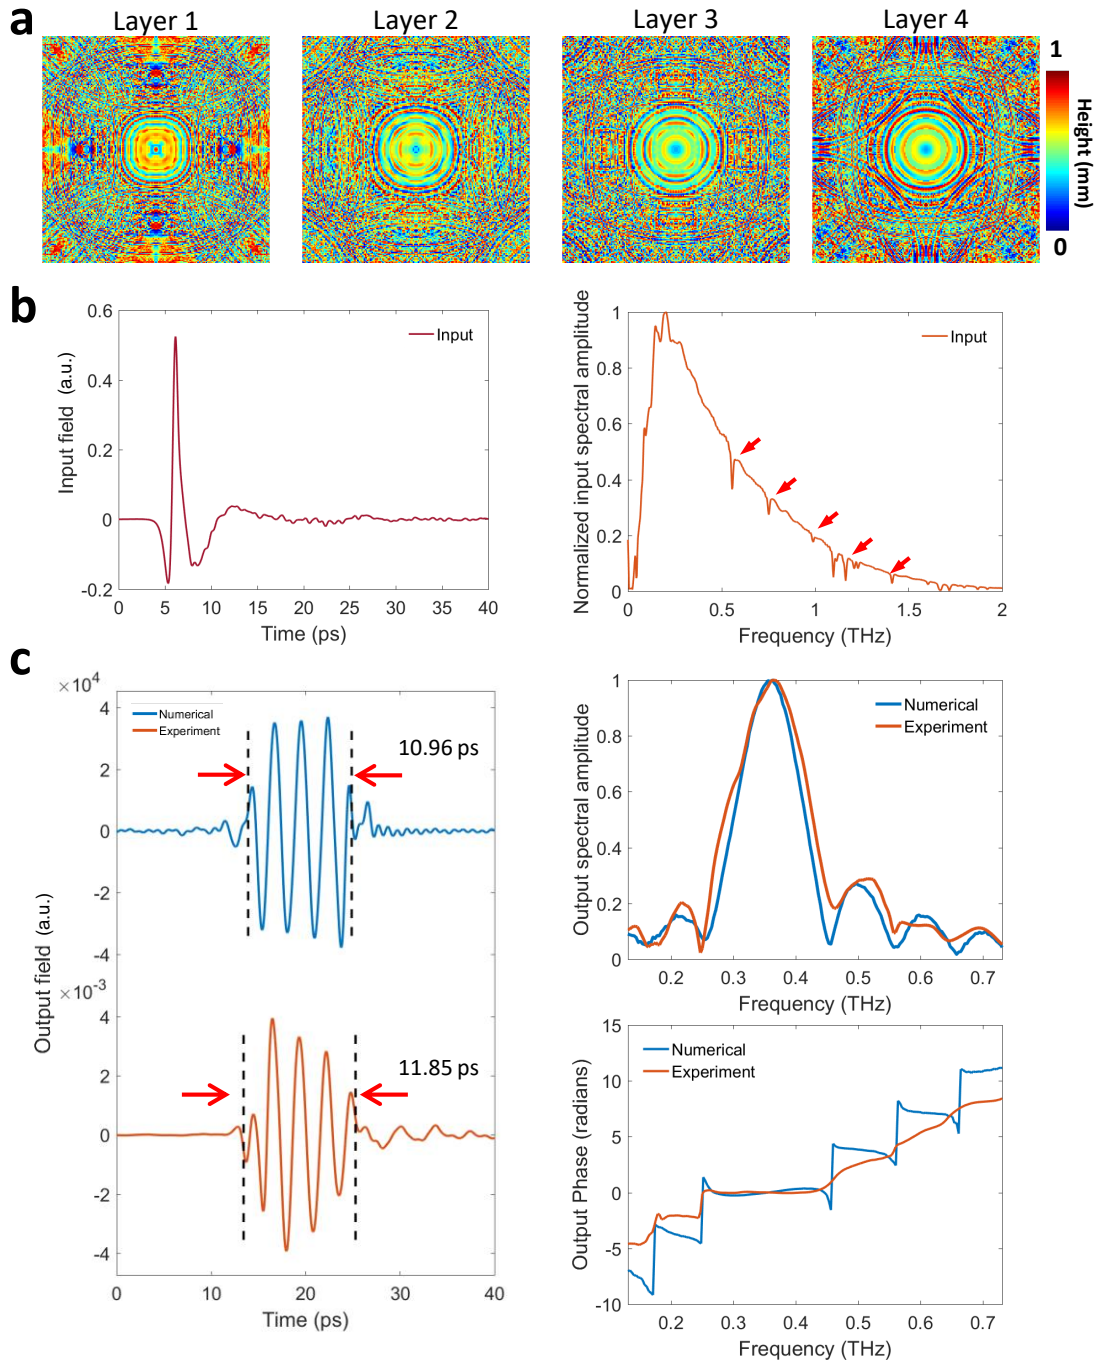 a
Layer 1
Layer 2
Layer 3
Layer 4
1
Height (mm)
0
b
Input field (a.u.)
0.6
0.4
0.2
0
-0.2
Input
0 5 10 15 20 25 30 35 40
Time (ps)
Normalized input spectral amplitude
1
0.8
0.6
0.4
0.2
0
Input
0 0.5 1 1.5 2
Frequency (THz)
c
Output field (a.u.)
×10⁴
4
2
0
-2
-4
Numerical
Experiment
10.96 ps
×10⁻³
4
2
0
-2
-4
11.85 ps
0 10 20 30 40
Time (ps)
Output spectral amplitude
1
0.8
0.6
0.4
0.2
0
Numerical
Experiment
0.2 0.3 0.4 0.5 0.6 0.7
Frequency (THz)
Output Phase (radians)
15
10
5
0
-5
-10
Numerical
Experiment
0.2 0.3 0.4 0.5 0.6 0.7
Frequency (THz)